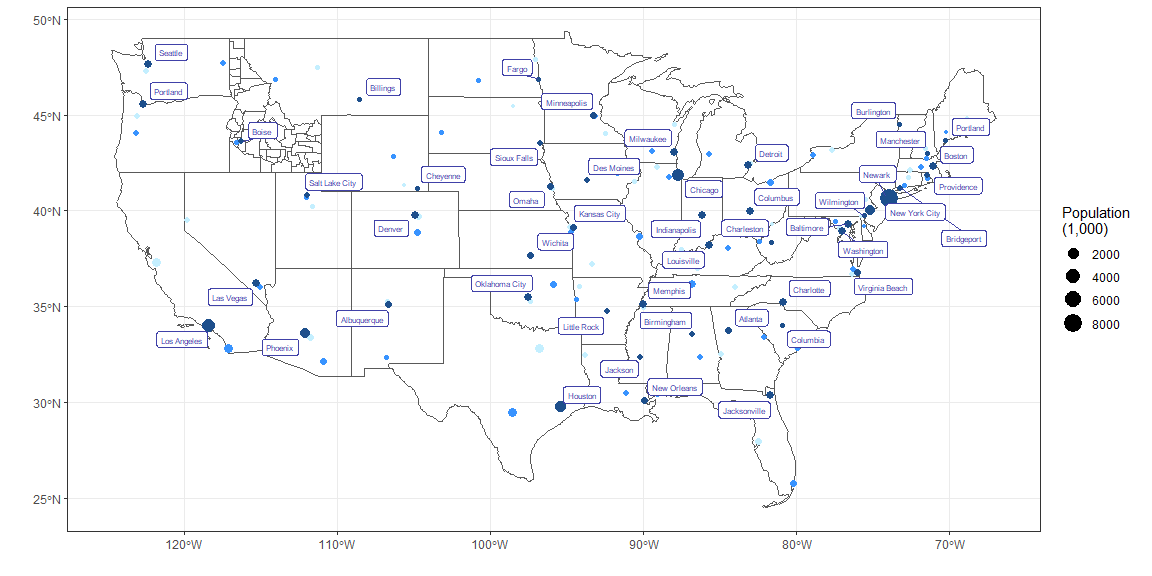 50°N
45°N
40°N
35°N
30°N
25°N
Seattle
Portland
Boise
Billings
Fargo
Minneapolis
Sioux Falls
Milwaukee
Des Moines
Detroit
Burlington
Manchester
Portland
Boston
Newark
Providence
Salt Lake City
Cheyenne
Omaha
Kansas City
Chicago
Columbus
Wilmington
New York City
Bridgeport
Denver
Wichita
Indianapolis
Charleston
Baltimore
Washington
Louisville
Las Vegas
Oklahoma City
Memphis
Charlotte
Virginia Beach
Los Angeles
Phoenix
Albuquerque
Little Rock
Birmingham
Atlanta
Columbia
Jackson
New Orleans
Houston
Jacksonville
120°W
110°W
100°W
90°W
80°W
70°W
Population
(1,000)
2000
4000
6000
8000